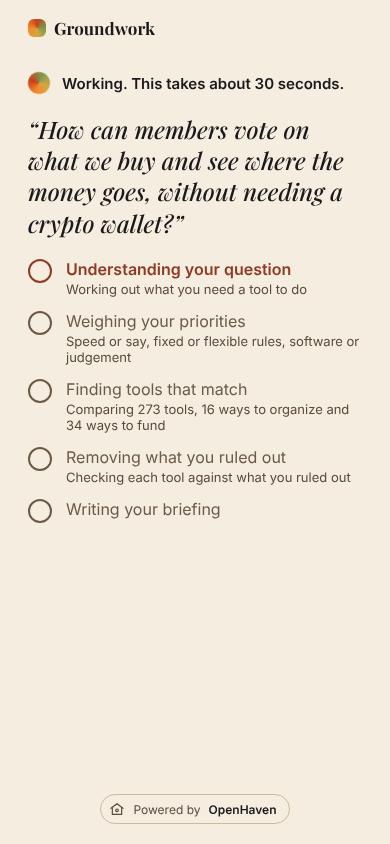 Groundwork
Working. This takes about 30 seconds.
“How can members vote on
what we buy and see where the
money goes, without needing a
crypto wallet?”
Understanding your question
Working out what you need a tool to do
Weighing your priorities
Speed or say, fixed or flexible rules, software or
judgement
Finding tools that match
Comparing 273 tools, 16 ways to organize and
34 ways to fund
Removing what you ruled out
Checking each tool against what you ruled out
Writing your briefing
Powered by OpenHaven